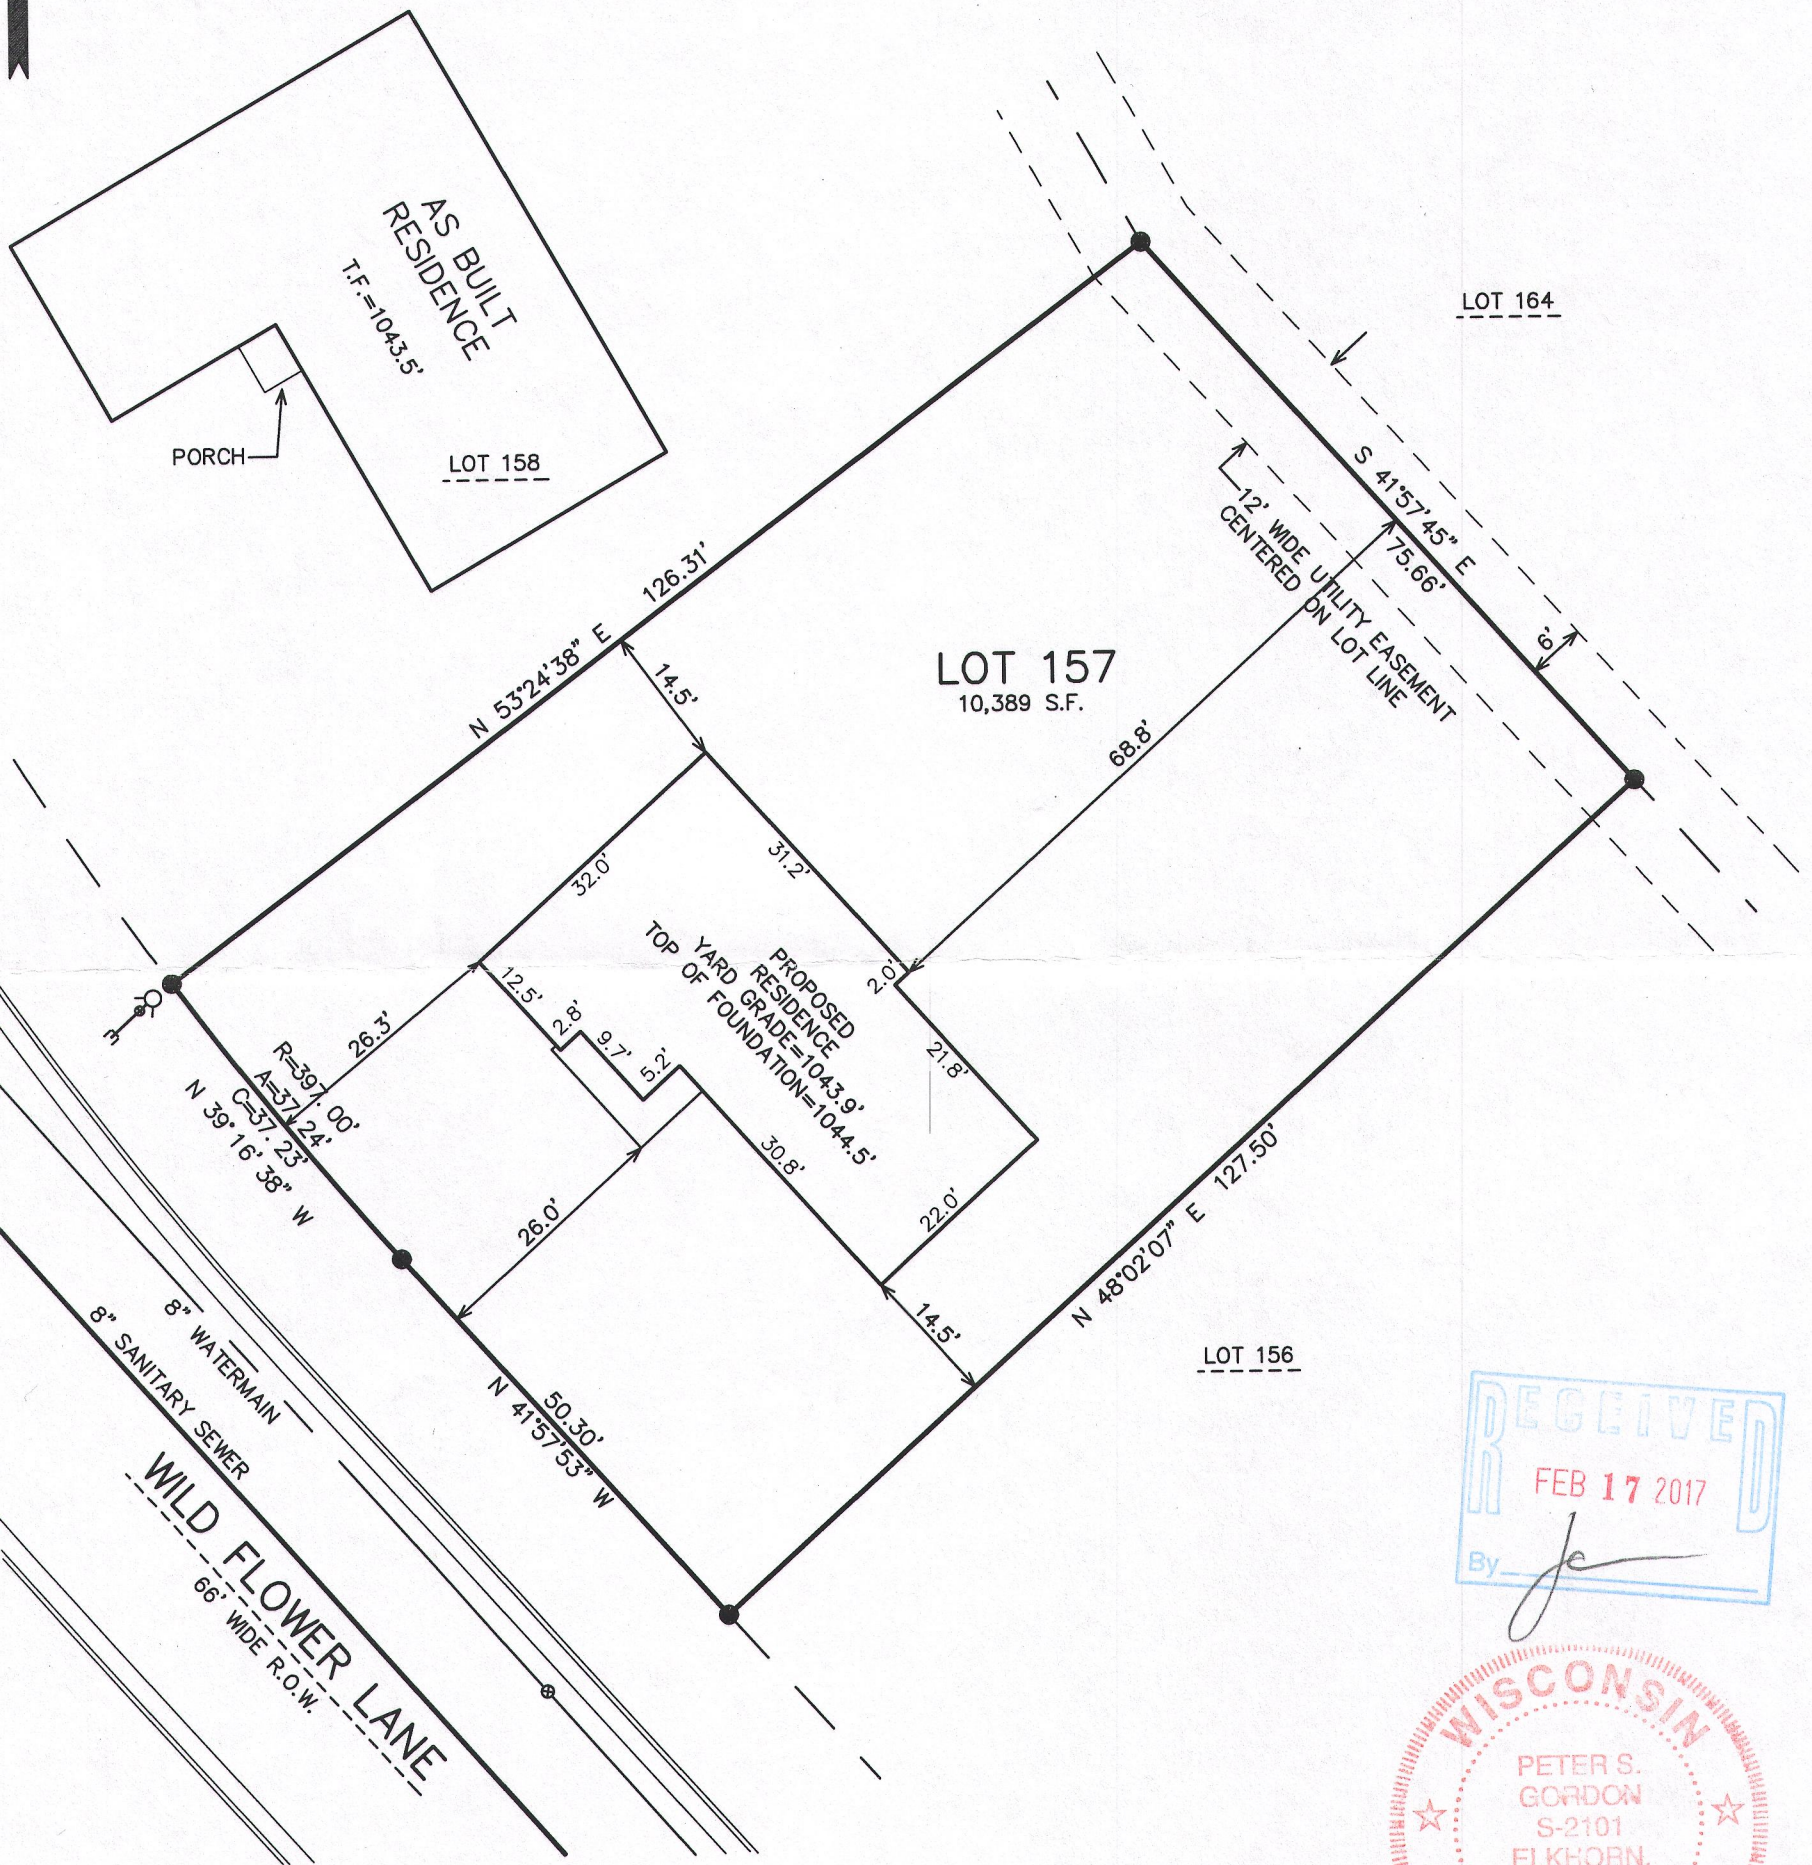 AS BUILT
RESIDENCE
T.F.=1043.5'
PORCH
LOT 158
LOT 164
S 41°57'45" E
75.66'
12' WIDE UTILITY EASEMENT
CENTERED ON LOT LINE
6'
126.31'
N 53°24'38" E
14.5'
LOT 157
10,389 S.F.
68.8'
31.2'
32.0'
2.0'
PROPOSED
RESIDENCE
YARD GRADE=1043.9'
TOP OF FOUNDATION=1044.5'
12.5'
2.8'
9.7'
5.2'
21.8'
30.8'
22.0'
26.3'
R=397.00'
A=37.24'
C=37.23'
N 39°16'38" W
26.0'
14.5'
127.50'
N 48°02'07" E
LOT 156
50.30'
N 41°57'53" W
8" WATERMAIN
8" SANITARY SEWER
WILD FLOWER LANE
66' WIDE R.O.W.
RECEIVED
FEB 17 2017
By jc
WISCONSIN
PETER S.
GORDON
S-2101
ELKHORN,